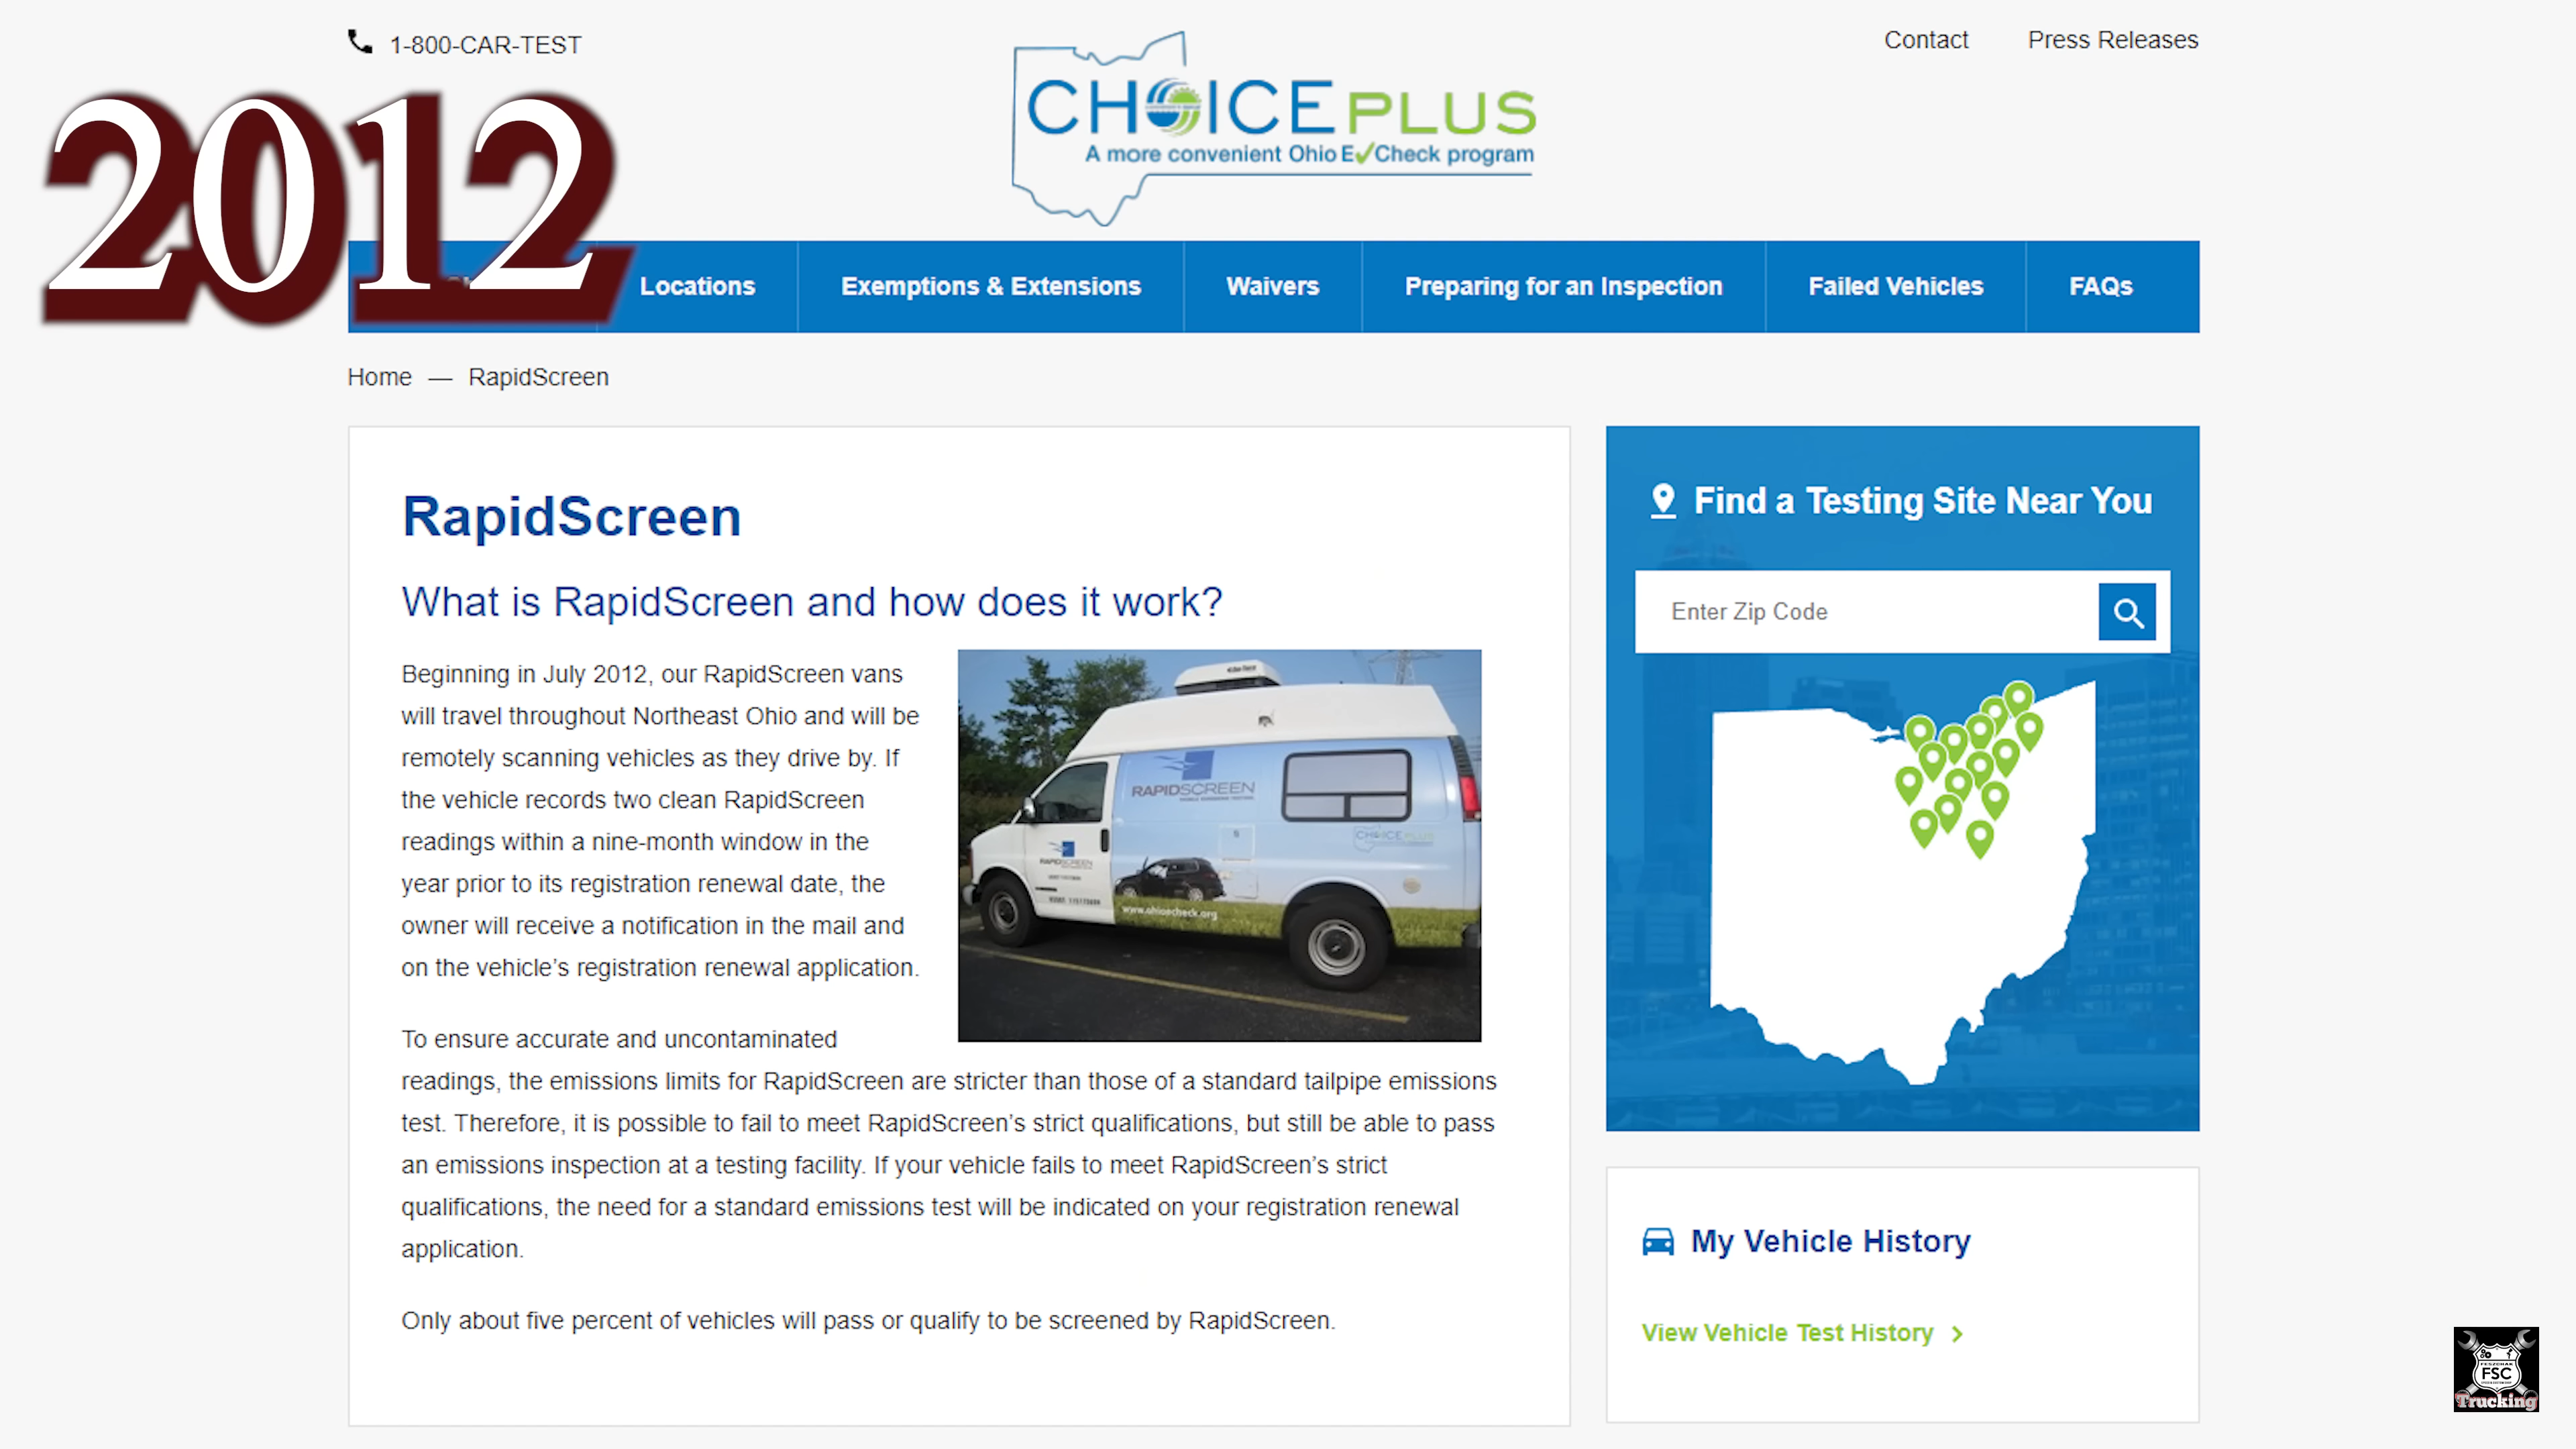 1-800-CAR-TEST
Contact
Press Releases
2012
CHOICE PLUS
A more convenient Ohio E✓Check program
Locations
Exemptions & Extensions
Waivers
Preparing for an Inspection
Failed Vehicles
FAQs
Home — RapidScreen
RapidScreen
What is RapidScreen and how does it work?
Beginning in July 2012, our RapidScreen vans
will travel throughout Northeast Ohio and will be
remotely scanning vehicles as they drive by. If
the vehicle records two clean RapidScreen
readings within a nine-month window in the
year prior to its registration renewal date, the
owner will receive a notification in the mail and
on the vehicle’s registration renewal application.
RAPIDSCREEN
CHOICE PLUS
RAPIDSCREEN
www.ohioecheck.org
To ensure accurate and uncontaminated
readings, the emissions limits for RapidScreen are stricter than those of a standard tailpipe emissions
test. Therefore, it is possible to fail to meet RapidScreen’s strict qualifications, but still be able to pass
an emissions inspection at a testing facility. If your vehicle fails to meet RapidScreen’s strict
qualifications, the need for a standard emissions test will be indicated on your registration renewal
application.
Only about five percent of vehicles will pass or qualify to be screened by RapidScreen.
Find a Testing Site Near You
Enter Zip Code
My Vehicle History
View Vehicle Test History
FSC
Trucking